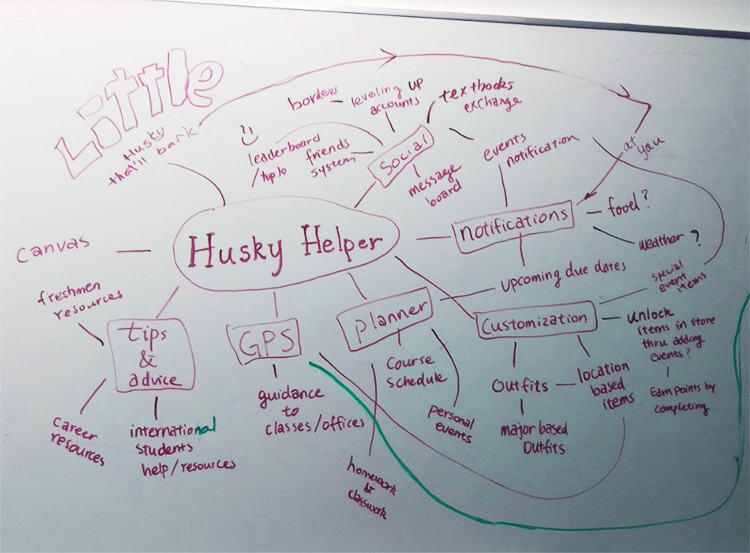 LITTLE
Husky
that'll bark
at
you
borders
leveling up
accounts
textbooks
exchange
leaderboard
/top 10
friends
system
Social
message
board
events
notification
notifications
food?
weather?
upcoming due dates
Canvas
Husky Helper
freshmen
resources
tips
&
advice
career
resources
international
students
help/resources
GPS
guidance
to
classes/offices
Planner
course
schedule
personal
events
homework
&
classwork
Customization
special
event
items
unlock
items in store
thru adding
events?
Earn points by
completing
Outfits
location
based
items
major based
Outfits